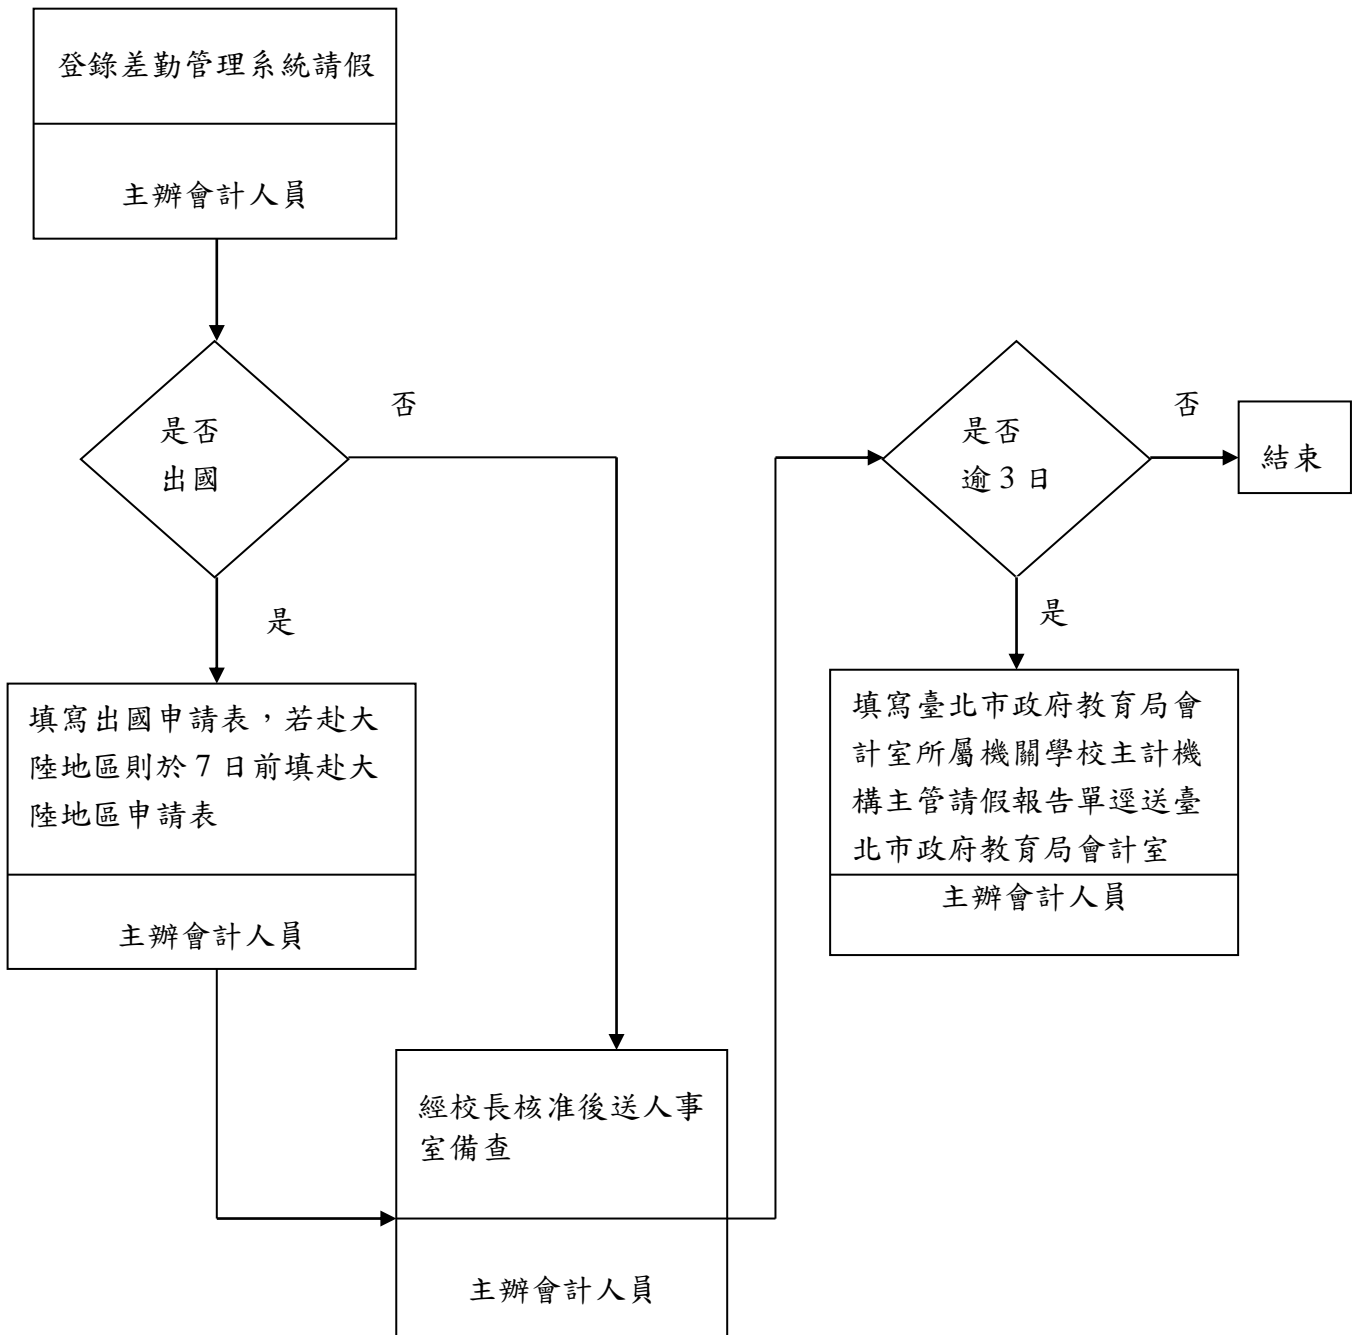 登錄差勤管理系統請假
主辦會計人員
是否
出國
否
是
填寫出國申請表，若赴大
陸地區則於7日前填赴大
陸地區申請表
主辦會計人員
經校長核准後送人事
室備查
主辦會計人員
是否
逾3日
否
結束
是
填寫臺北市政府教育局會
計室所屬機關學校主計機
構主管請假報告單逕送臺
北市政府教育局會計室
主辦會計人員